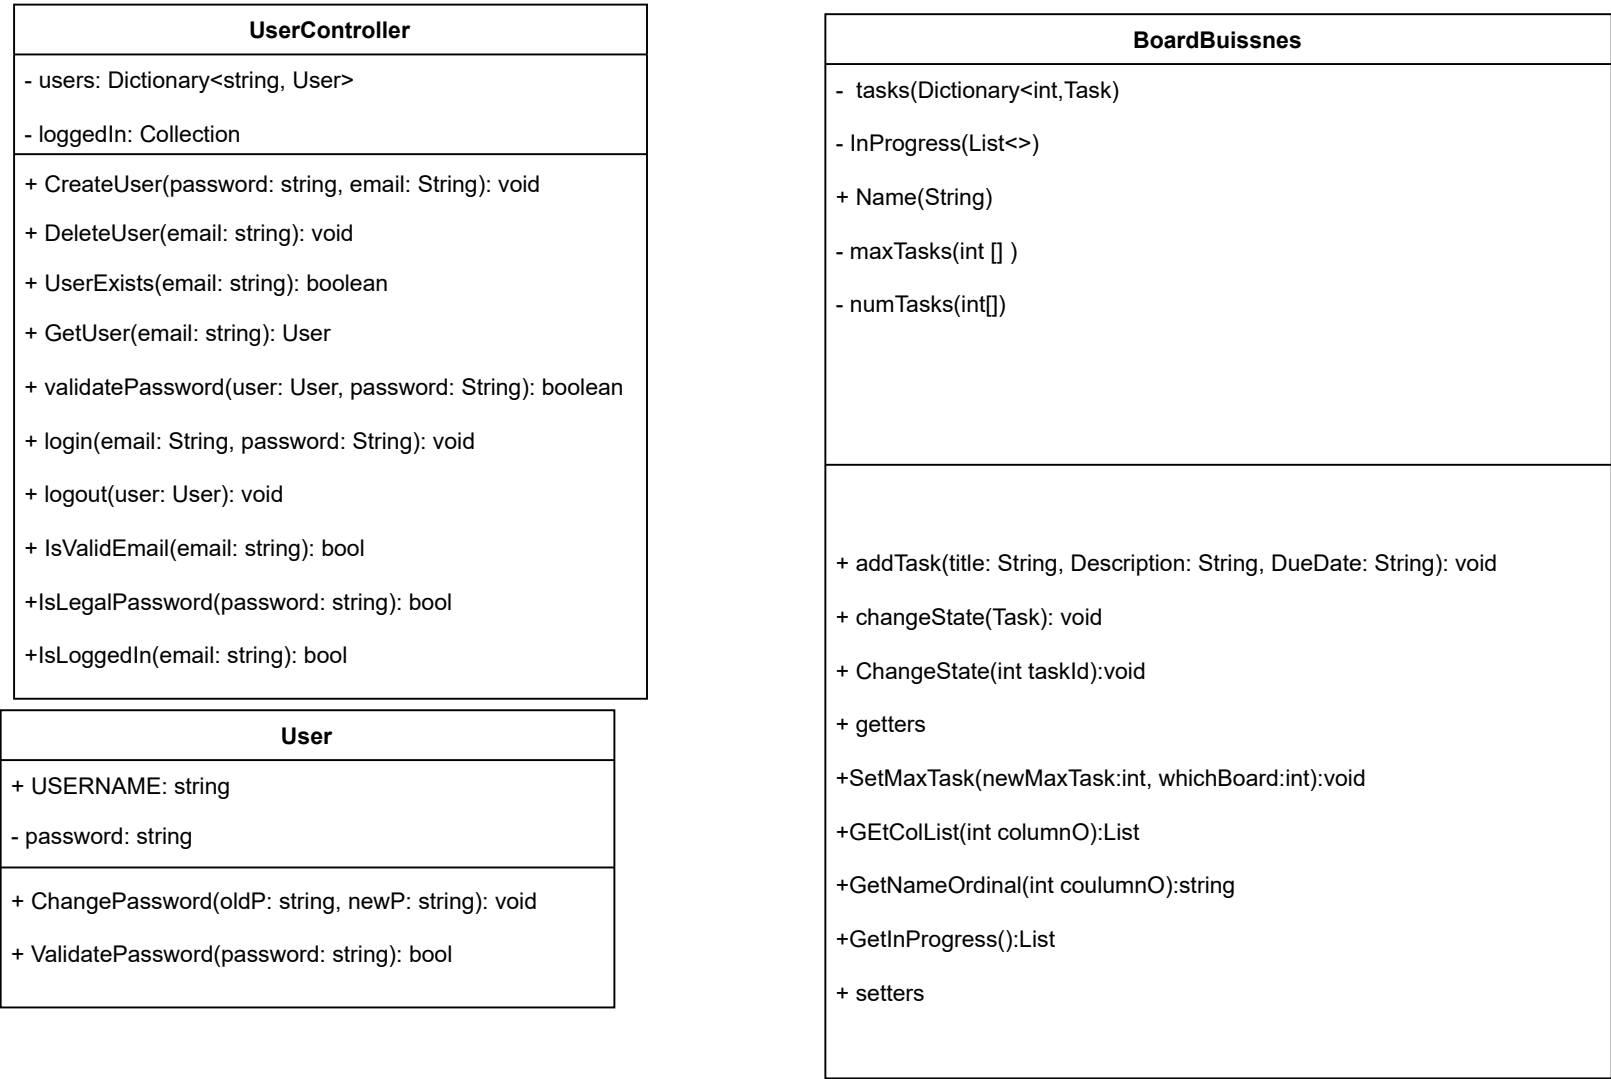 UserController
- users: Dictionary<string, User>
- loggedIn: Collection
+ CreateUser(password: string, email: String): void
+ DeleteUser(email: string): void
+ UserExists(email: string): boolean
+ GetUser(email: string): User
+ validatePassword(user: User, password: String): boolean
+ login(email: String, password: String): void
+ logout(user: User): void
+ IsValidEmail(email: string): bool
+IsLegalPassword(password: string): bool
+IsLoggedIn(email: string): bool
User
+ USERNAME: string
- password: string
+ ChangePassword(oldP: string, newP: string): void
+ ValidatePassword(password: string): bool
BoardBuissnes
-  tasks(Dictionary<int,Task)
- InProgress(List<>)
+ Name(String)
- maxTasks(int [] )
- numTasks(int[])
+ addTask(title: String, Description: String, DueDate: String): void
+ changeState(Task): void
+ ChangeState(int taskId):void
+ getters
+SetMaxTask(newMaxTask:int, whichBoard:int):void
+GEtColList(int columnO):List
+GetNameOrdinal(int coulumnO):string
+GetInProgress():List
+ setters